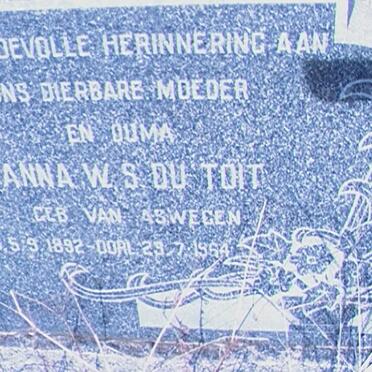 DEVOLLE HERINNERING AAN
ONS DIERBARE MOEDER
EN OUMA
ANNA W. S. DU TOIT
GEB VAN ASWEGEN
5.9.1892 - OORL 29.7.1964